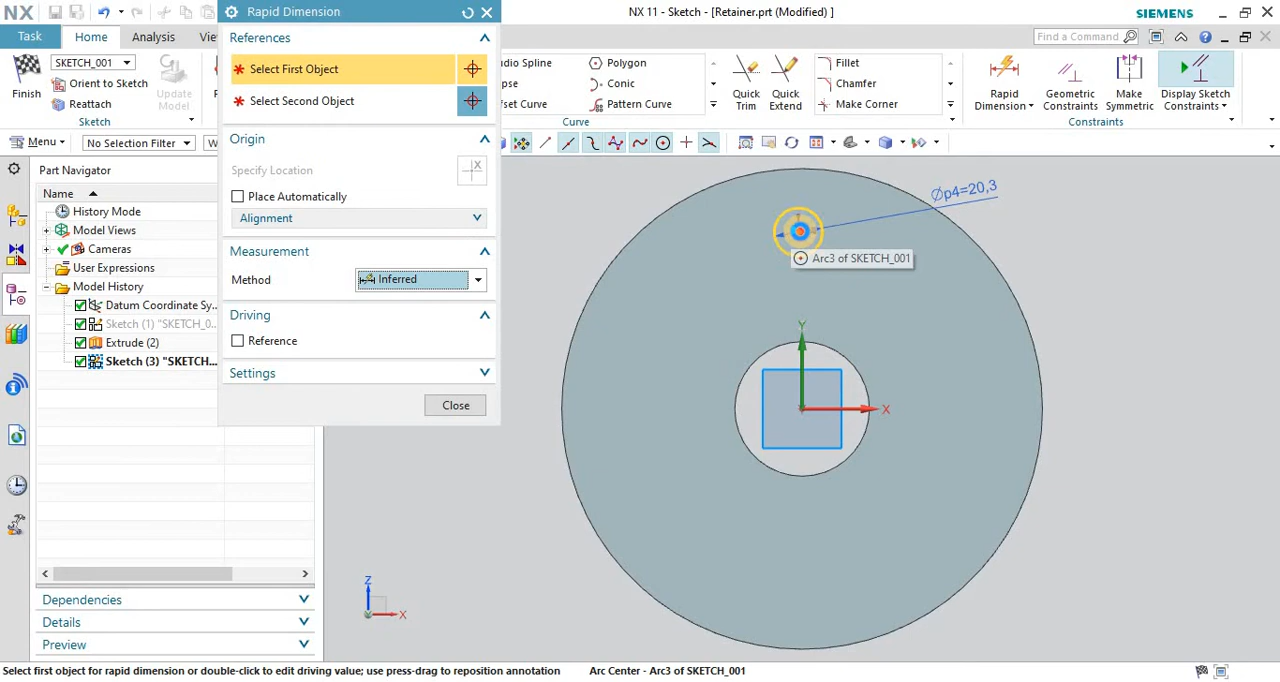 NX
NX 11 - Sketch - [Retainer.prt (Modified) ]
SIEMENS
Rapid Dimension
Task
Home
Analysis
Find a Command
SKETCH_001
Finish
Orient to Sketch
Reattach
Update
Model
Sketch
Polygon
Conic
Pattern Curve
Quick
Trim
Quick
Extend
Fillet
Chamfer
Make Corner
Curve
Rapid
Dimension
Geometric
Constraints
Make
Symmetric
Display Sketch
Constraints
Constraints
Menu
No Selection Filter
References
Select First Object
Select Second Object
Origin
Specify Location
Place Automatically
Alignment
Measurement
Method
Inferred
Driving
Reference
Settings
Close
Part Navigator
Name
History Mode
Model Views
Cameras
User Expressions
Model History
Datum Coordinate Sy...
Sketch (1) "SKETCH_0...
Extrude (2)
Sketch (3) "SKETCH...
Dependencies
Details
Preview
Øp4=20,3
Arc3 of SKETCH_001
Y
X
Z
X
Select first object for rapid dimension or double-click to edit driving value; use press-drag to reposition annotation
Arc Center - Arc3 of SKETCH_001